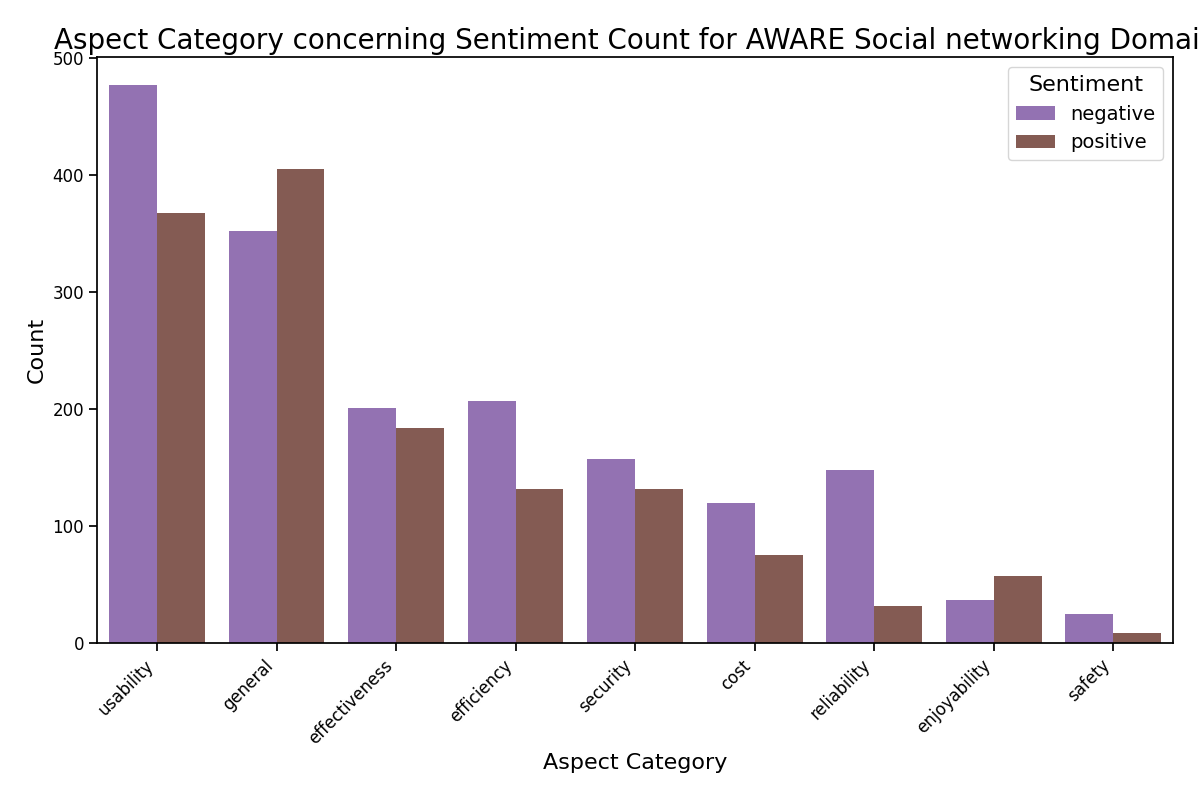 Aspect Category concerning Sentiment Count for AWARE Social networking Domai
Sentiment
negative
positive
Count
500
400
300
200
100
0
usability
general
effectiveness
efficiency
security
cost
reliability
enjoyability
safety
Aspect Category